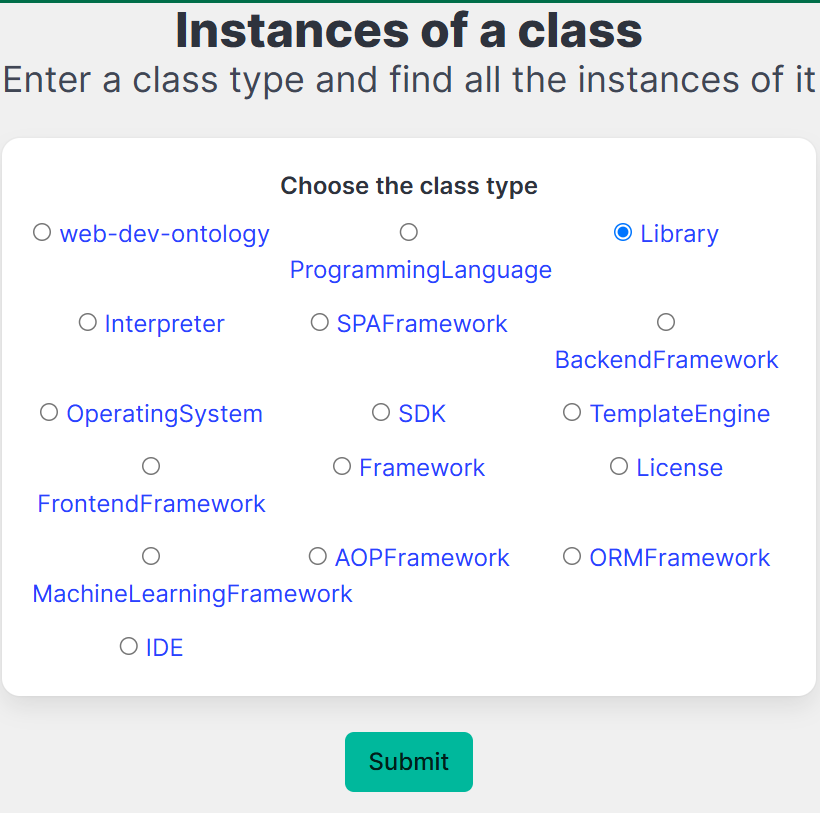 Instances of a class
Enter a class type and find all the instances of it
Choose the class type
web-dev-ontology
ProgrammingLanguage
Library
Interpreter
SPAFramework
BackendFramework
OperatingSystem
SDK
TemplateEngine
FrontendFramework
Framework
License
MachineLearningFramework
AOPFramework
ORMFramework
IDE
Submit